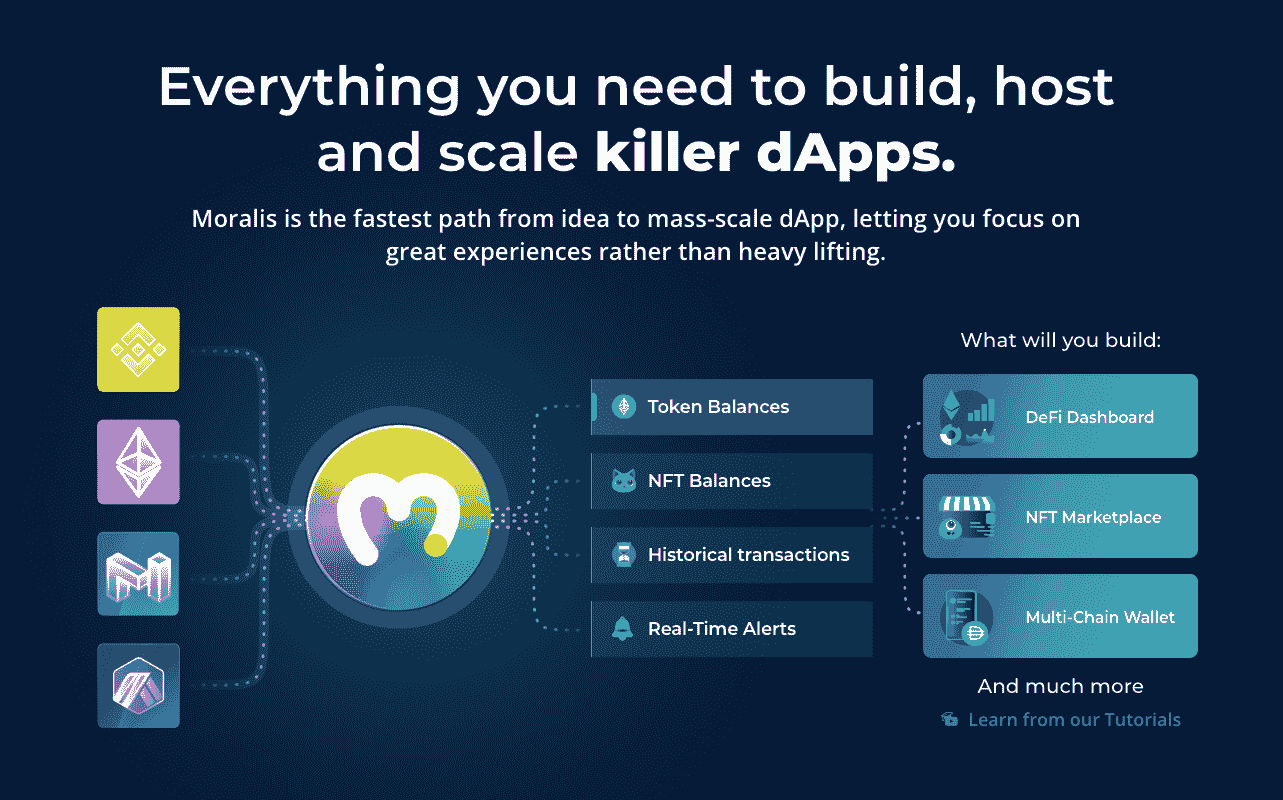 Everything you need to build, host
and scale killer dApps.
Moralis is the fastest path from idea to mass-scale dApp, letting you focus on
great experiences rather than heavy lifting.
Token Balances
NFT Balances
Historical transactions
Real-Time Alerts
What will you build:
DeFi Dashboard
NFT Marketplace
Multi-Chain Wallet
And much more
Learn from our Tutorials